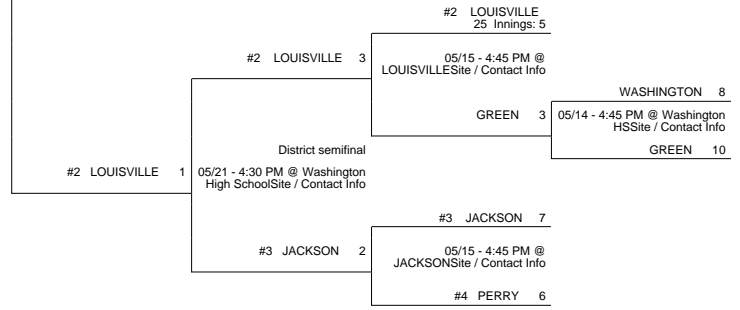 #2 LOUISVILLE
25 Innings: 5
#2 LOUISVILLE 3
05/15 - 4:45 PM @
LOUISVILLESite / Contact Info
WASHINGTON 8
GREEN 3
05/14 - 4:45 PM @ Washington
HSSite / Contact Info
District semifinal
GREEN 10
#2 LOUISVILLE 1
05/21 - 4:30 PM @ Washington
High SchoolSite / Contact Info
#3 JACKSON 7
#3 JACKSON 2
05/15 - 4:45 PM @
JACKSONSite / Contact Info
#4 PERRY 6